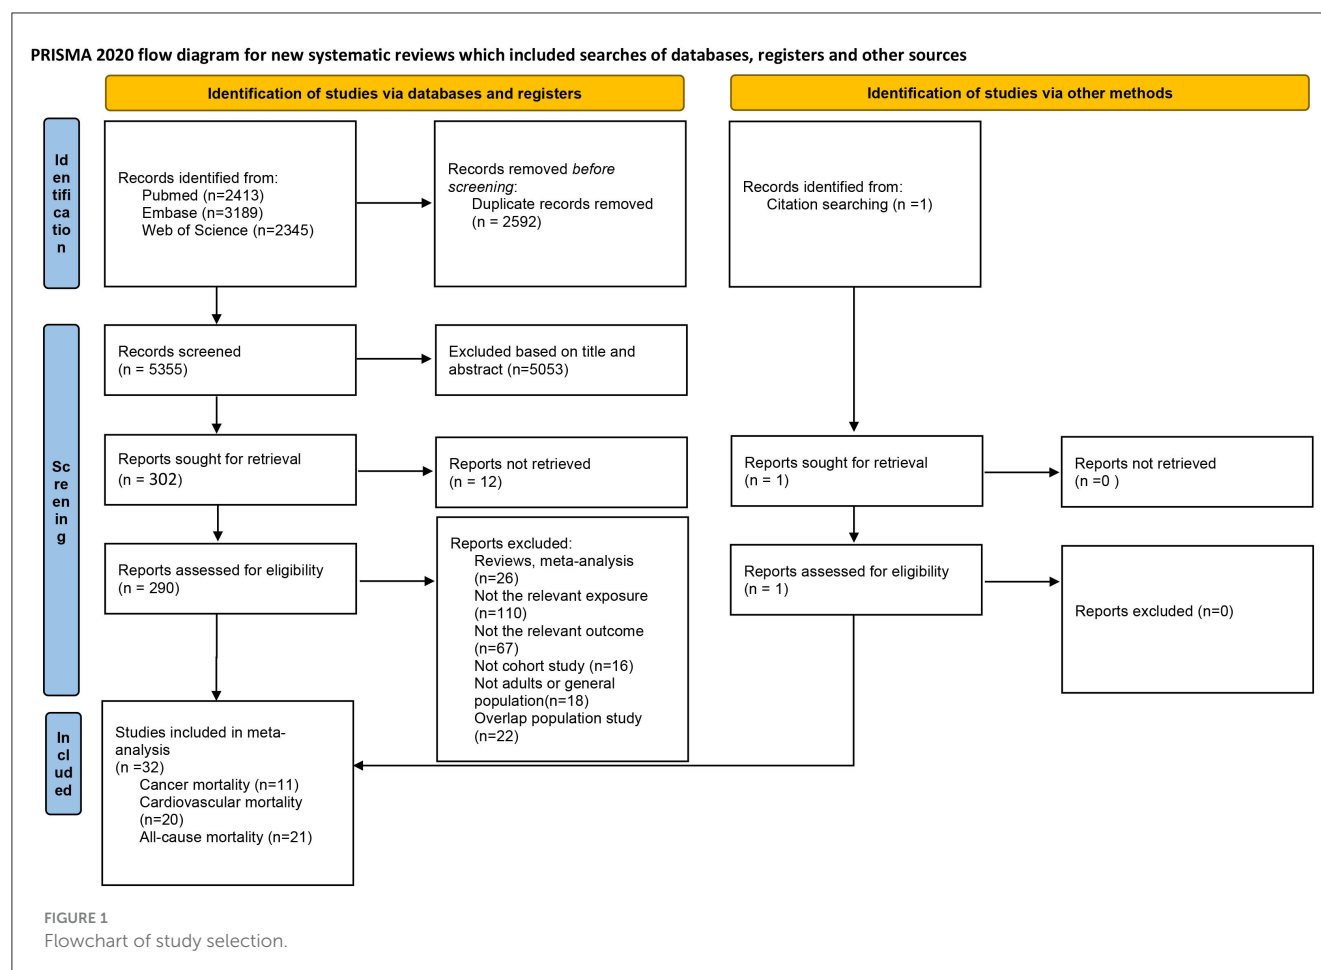 PRISMA 2020 flow diagram for new systematic reviews which included searches of databases, registers and other sources
Identification of studies via databases and registers
Identification of studies via other methods
Id
en
tifi
ca
tio
n
Records identified from:
Pubmed (n=2413)
Embase (n=3189)
Web of Science (n=2345)
Records removed before
screening:
Duplicate records removed
(n = 2592)
Records identified from:
Citation searching (n =1)
Sc
re
en
in
g
Records screened
(n = 5355)
Excluded based on title and
abstract (n=5053)
Reports sought for retrieval
(n = 302)
Reports not retrieved
(n = 12)
Reports sought for retrieval
(n = 1)
Reports not retrieved
(n =0 )
Reports assessed for eligibility
(n = 290)
Reports excluded:
Reviews, meta-analysis
(n=26)
Not the relevant exposure
(n=110)
Not the relevant outcome
(n=67)
Not cohort study (n=16)
Not adults or general
population(n=18)
Overlap population study
(n=22)
Reports assessed for eligibility
(n = 1)
Reports excluded (n=0)
In
cl
ud
ed
Studies included in meta-
analysis
(n =32)
Cancer mortality (n=11)
Cardiovascular mortality
(n=20)
All-cause mortality (n=21)
FIGURE 1
Flowchart of study selection.